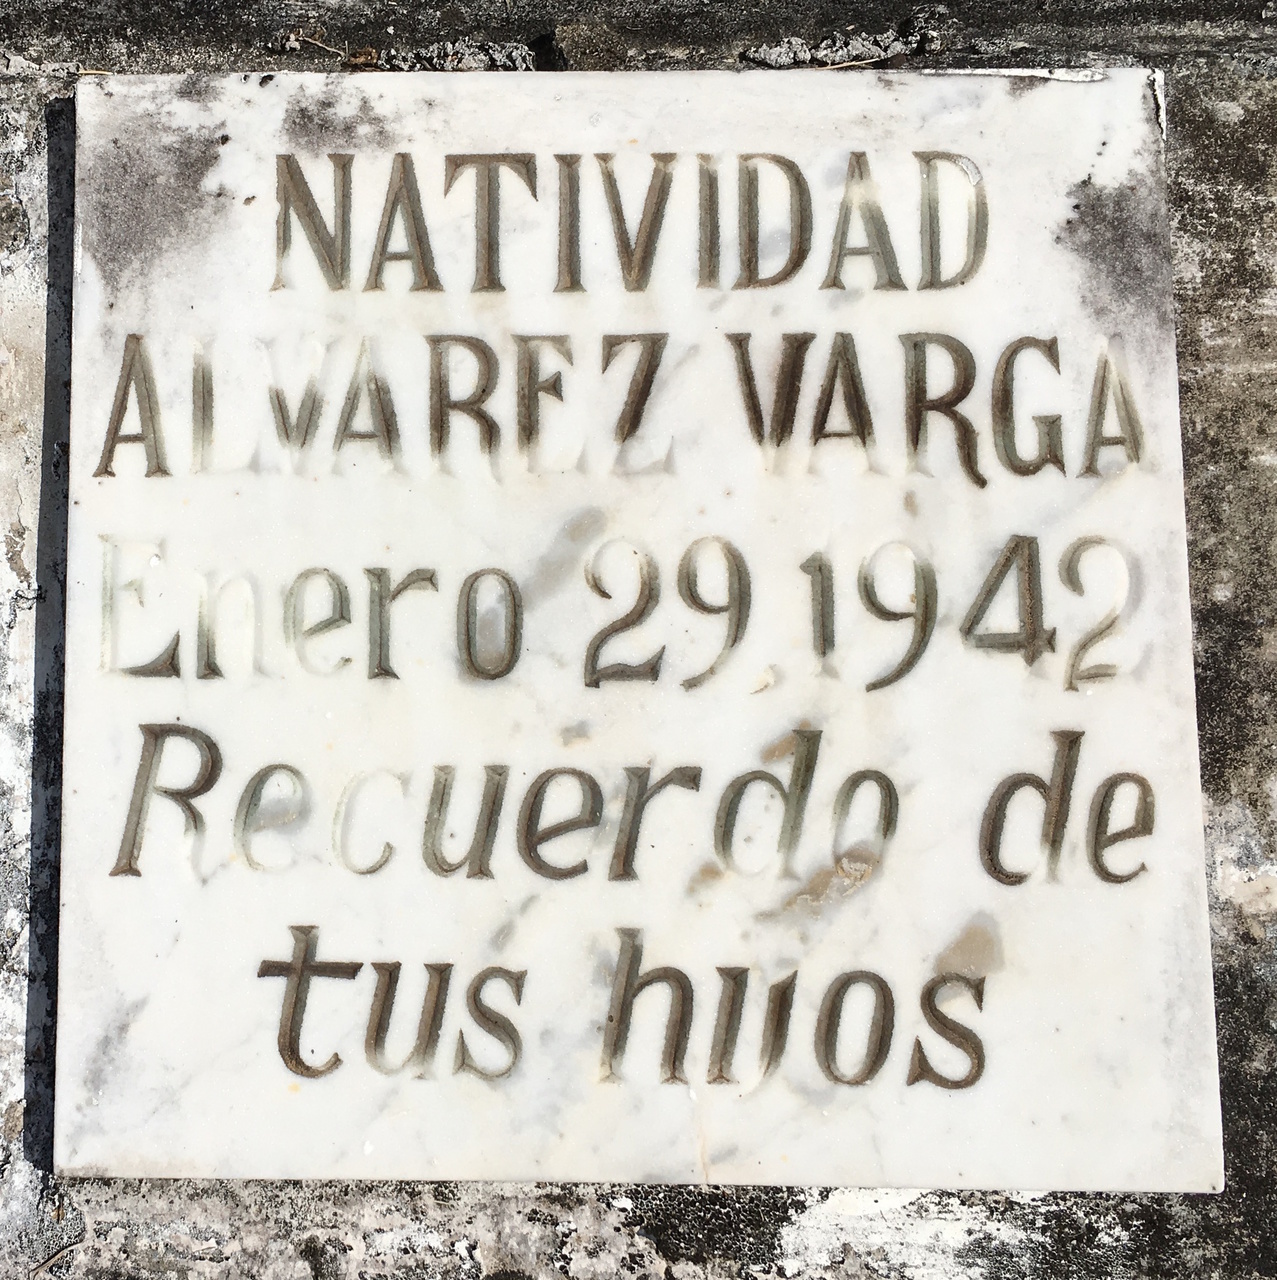 NATIVIDAD
ALVAREZ VARGA
Enero 29, 1942
Recuerdo de
tus hijos